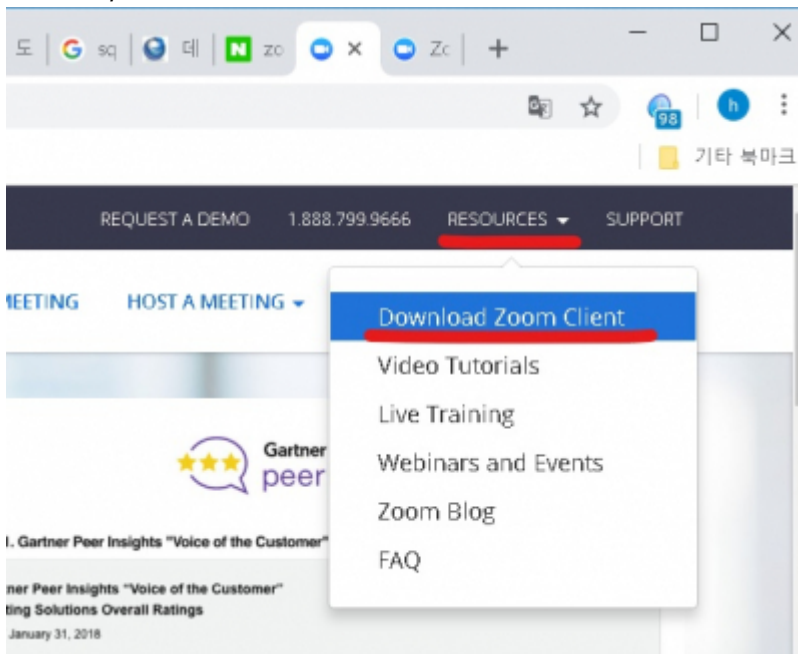 도 G sq 데 N zo Zc
98 h
기타 북마크
REQUEST A DEMO 1.888.799.9666 RESOURCES SUPPORT
MEETING HOST A MEETING
Download Zoom Client
Video Tutorials
Live Training
Webinars and Events
Zoom Blog
FAQ
Gartner
peer
. Gartner Peer Insights "Voice of the Customer"
ner Peer Insights "Voice of the Customer"
ting Solutions Overall Ratings
January 31, 2018